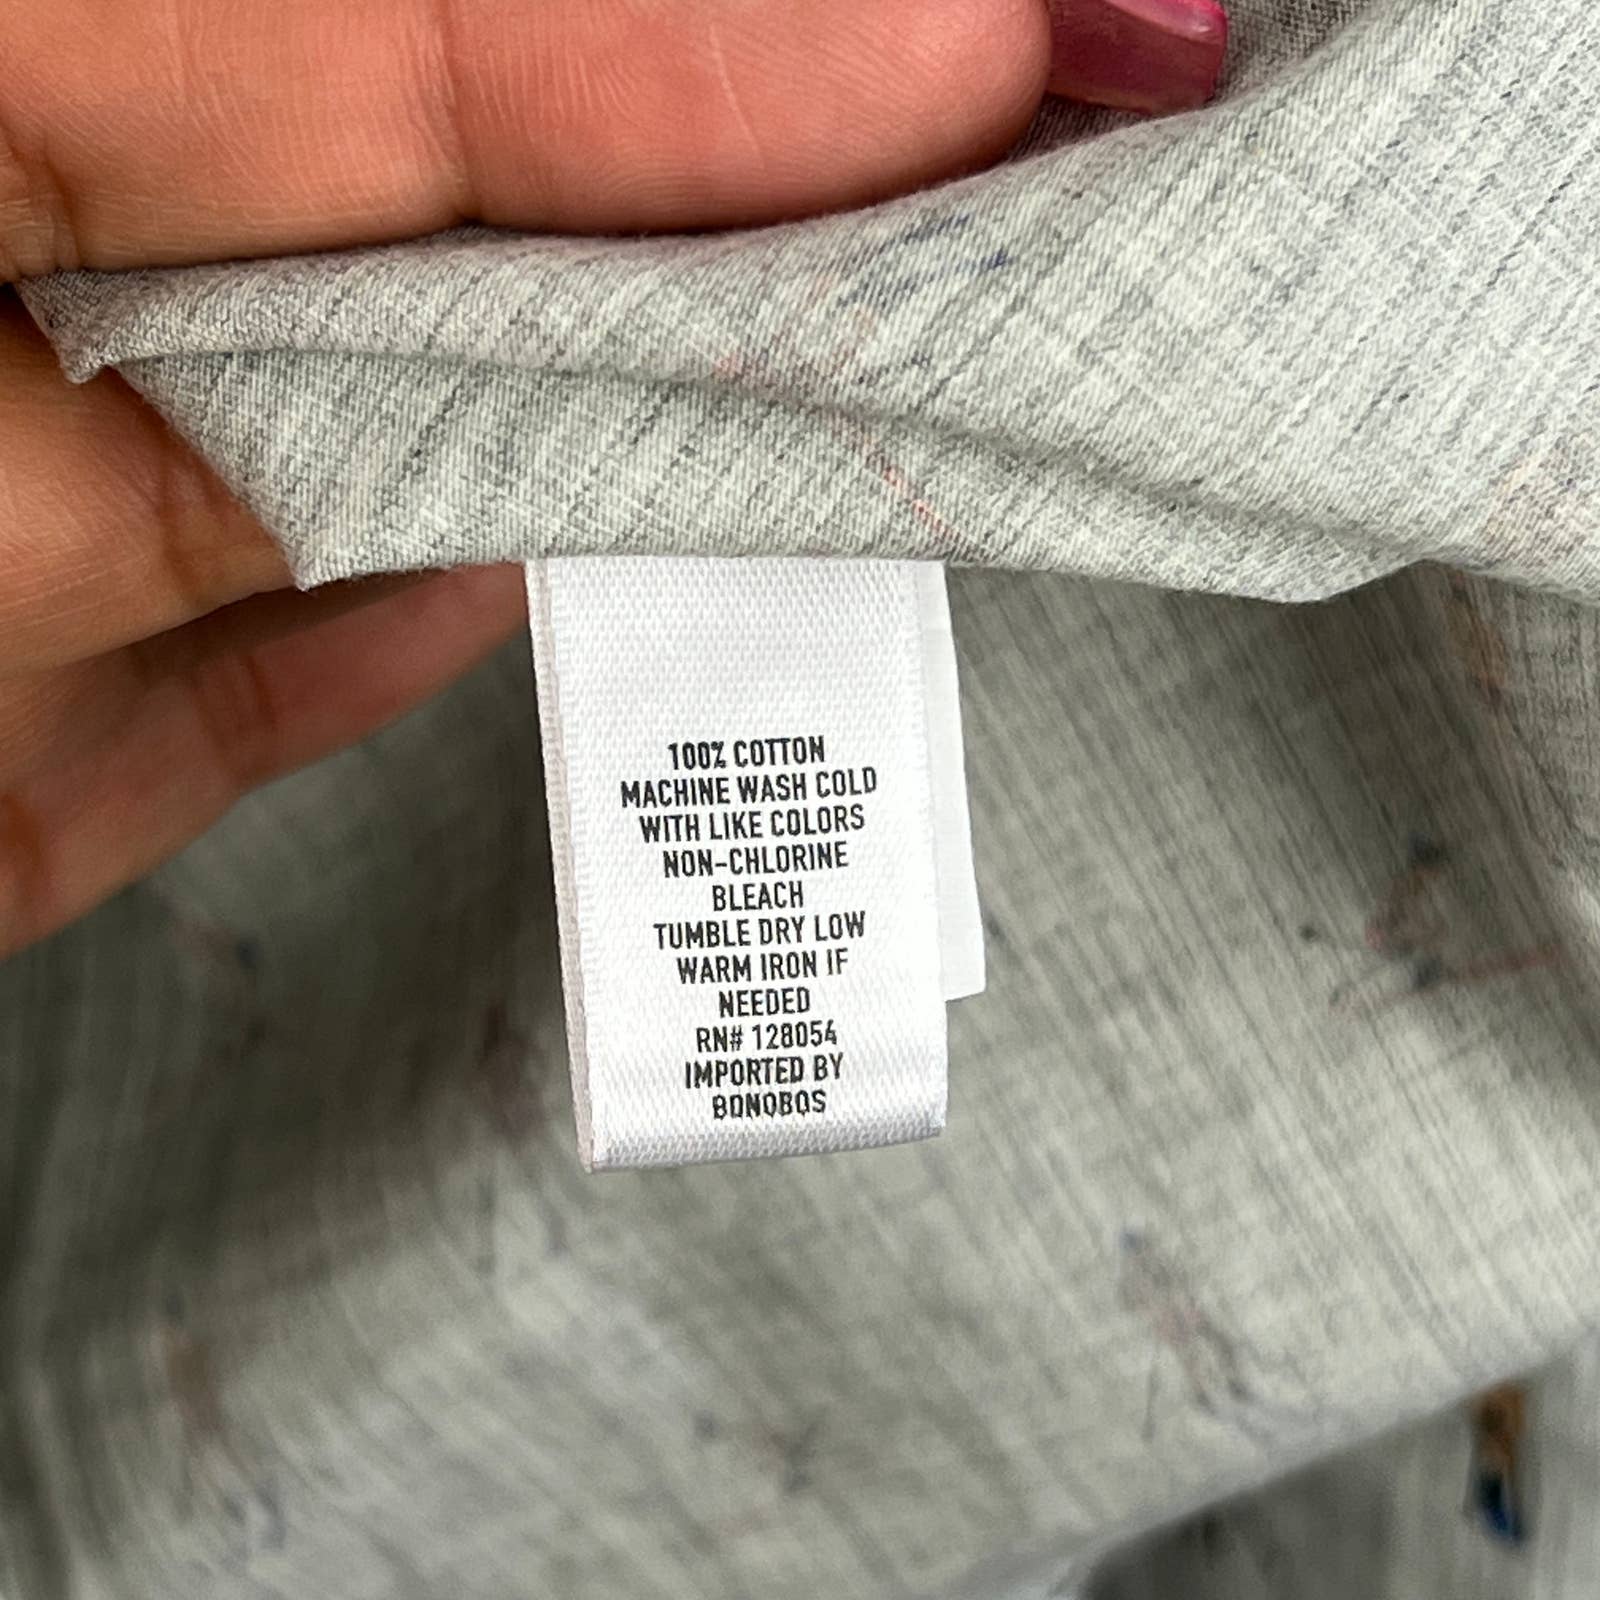 100% COTTON
MACHINE WASH COLD
WITH LIKE COLORS
NON-CHLORINE
BLEACH
TUMBLE DRY LOW
WARM IRON IF
NEEDED
RN# 128054
IMPORTED BY
BONOBOS